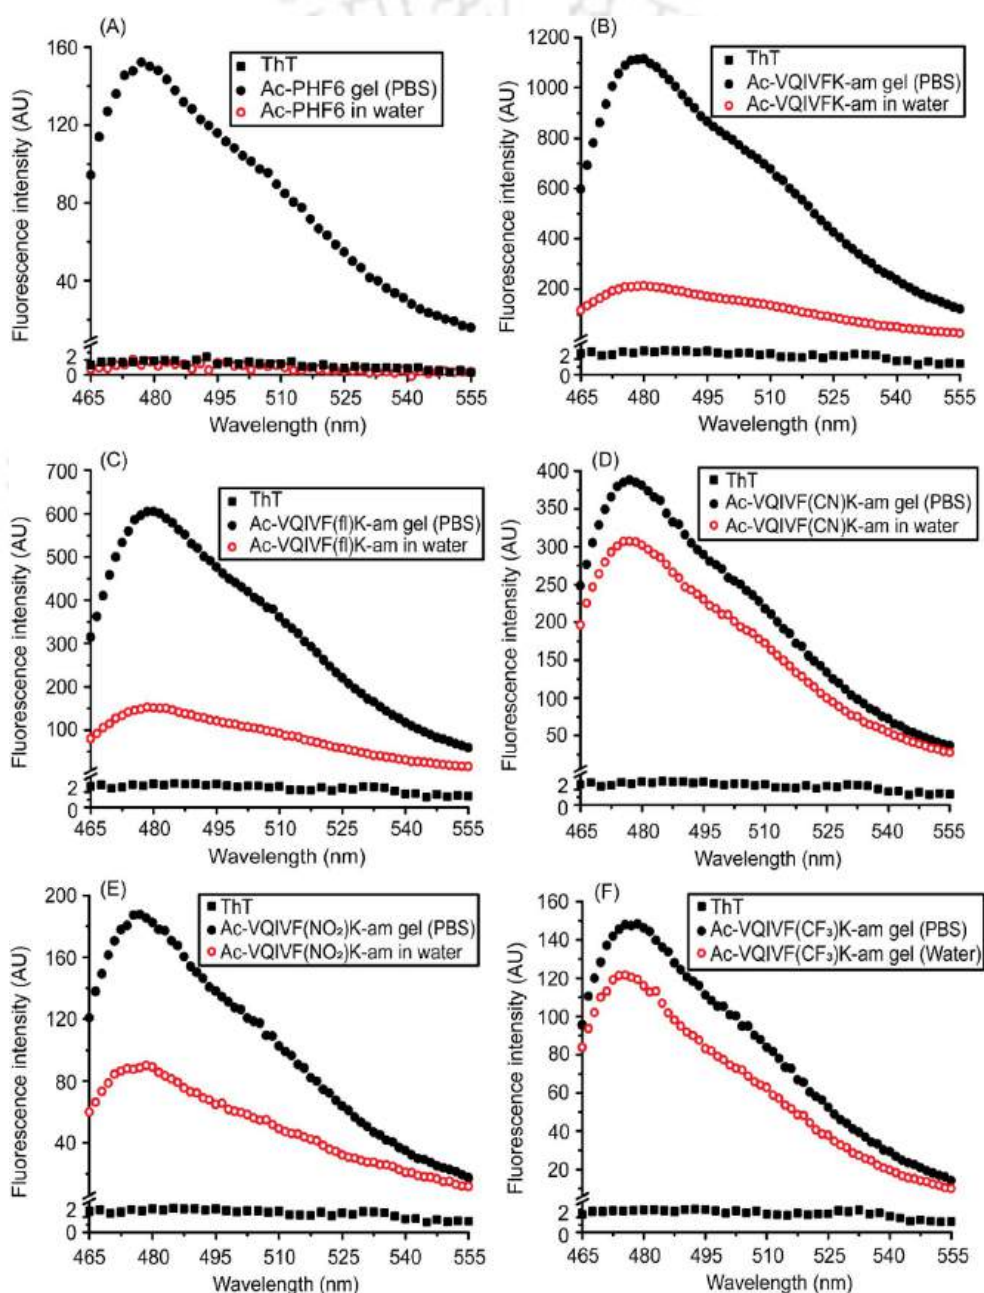 (A)
160
120
80
40
2
0
465 480 495 510 525 540 555
Fluorescence intensity (AU)
Wavelength (nm)
ThT
Ac-PHF6 gel (PBS)
Ac-PHF6 in water
(B)
1200
1000
800
600
400
200
2
0
465 480 495 510 525 540 555
Fluorescence intensity (AU)
Wavelength (nm)
ThT
Ac-VQIVFK-am gel (PBS)
Ac-VQIVFK-am in water
(C)
700
600
500
400
300
200
100
2
0
465 480 495 510 525 540 555
Fluorescence intensity (AU)
Wavelength (nm)
ThT
Ac-VQIVF(fl)K-am gel (PBS)
Ac-VQIVF(fl)K-am in water
(D)
400
350
300
250
200
150
100
50
2
0
465 480 495 510 525 540 555
Fluorescence intensity (AU)
Wavelength (nm)
ThT
Ac-VQIVF(CN)K-am gel (PBS)
Ac-VQIVF(CN)K-am in water
(E)
200
160
120
80
40
2
0
465 480 495 510 525 540 555
Fluorescence intensity (AU)
Wavelength (nm)
ThT
Ac-VQIVF(NO₂)K-am gel (PBS)
Ac-VQIVF(NO₂)K-am in water
(F)
160
140
120
100
80
60
40
20
2
0
465 480 495 510 525 540 555
Fluorescence intensity (AU)
Wavelength (nm)
ThT
Ac-VQIVF(CF₃)K-am gel (PBS)
Ac-VQIVF(CF₃)K-am gel (Water)